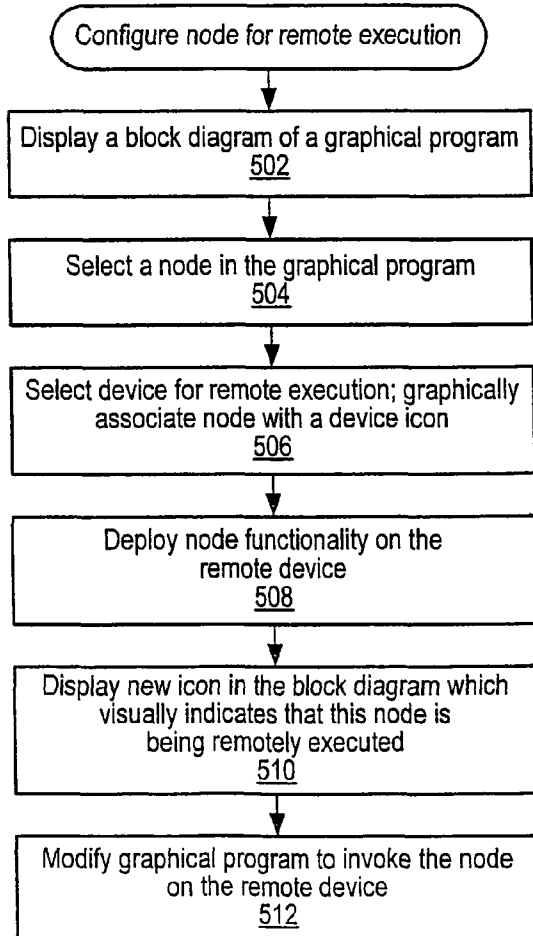 Configure node for remote execution
Display a block diagram of a graphical program
502
Select a node in the graphical program
504
Select device for remote execution; graphically
associate node with a device icon
506
Deploy node functionality on the
remote device
508
Display new icon in the block diagram which
visually indicates that this node is
being remotely executed
510
Modify graphical program to invoke the node
on the remote device
512